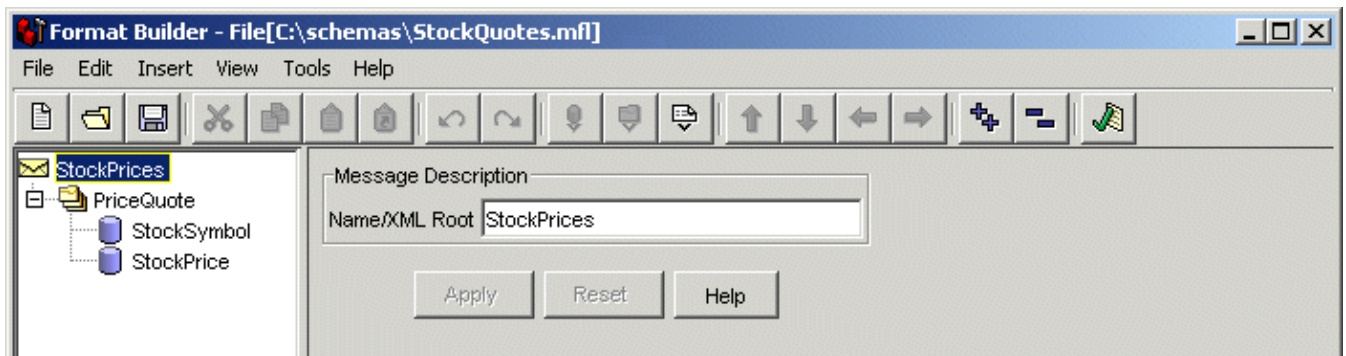 Format Builder - File[C:\schemas\StockQuotes.mfl]
File Edit Insert View Tools Help
StockPrices
PriceQuote
StockSymbol
StockPrice
Message Description
Name/XML Root StockPrices
Apply Reset Help